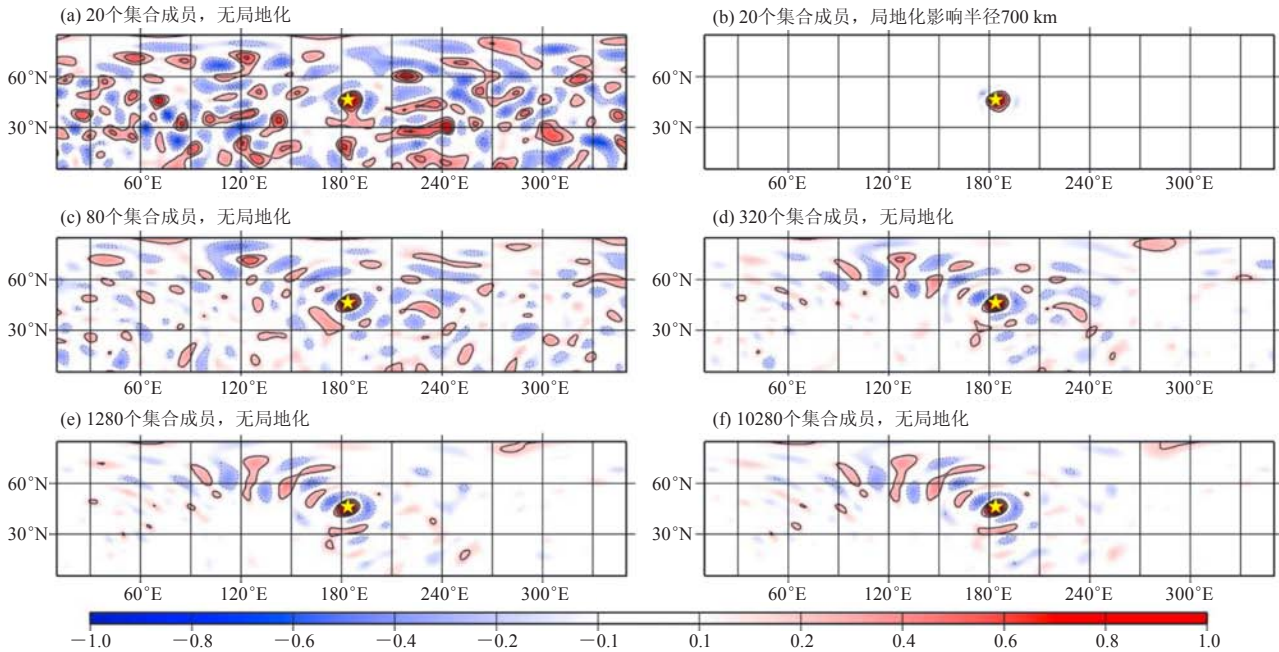 (a) 20个集合成员，无局地化
(b) 20个集合成员，局地化影响半径700 km
60°N
30°N
60°E 120°E 180°E 240°E 300°E
60°E 120°E 180°E 240°E 300°E
(c) 80个集合成员，无局地化
(d) 320个集合成员，无局地化
60°N
30°N
60°N
30°N
60°E 120°E 180°E 240°E 300°E
60°E 120°E 180°E 240°E 300°E
(e) 1280个集合成员，无局地化
(f) 10280个集合成员，无局地化
60°N
30°N
60°N
30°N
60°E 120°E 180°E 240°E 300°E
60°E 120°E 180°E 240°E 300°E
—1.0 —0.8 —0.6 —0.4 —0.2 —0.1 0.1 0.2 0.4 0.6 0.8 1.0